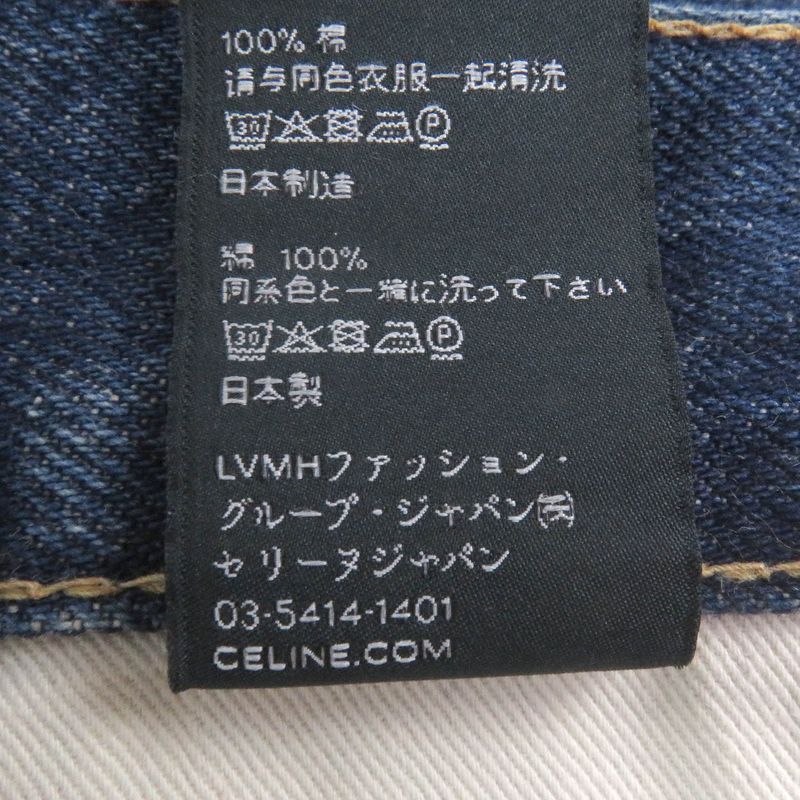 100% 棉
请与同色衣服一起清洗
30 P
日本制造
綿 100%
同系色と一緒に洗って下さい
30 P
日本製
LVMHファッション・
グループ・ジャパン㈱
セリーヌジャパン
03-5414-1401
CELINE.COM